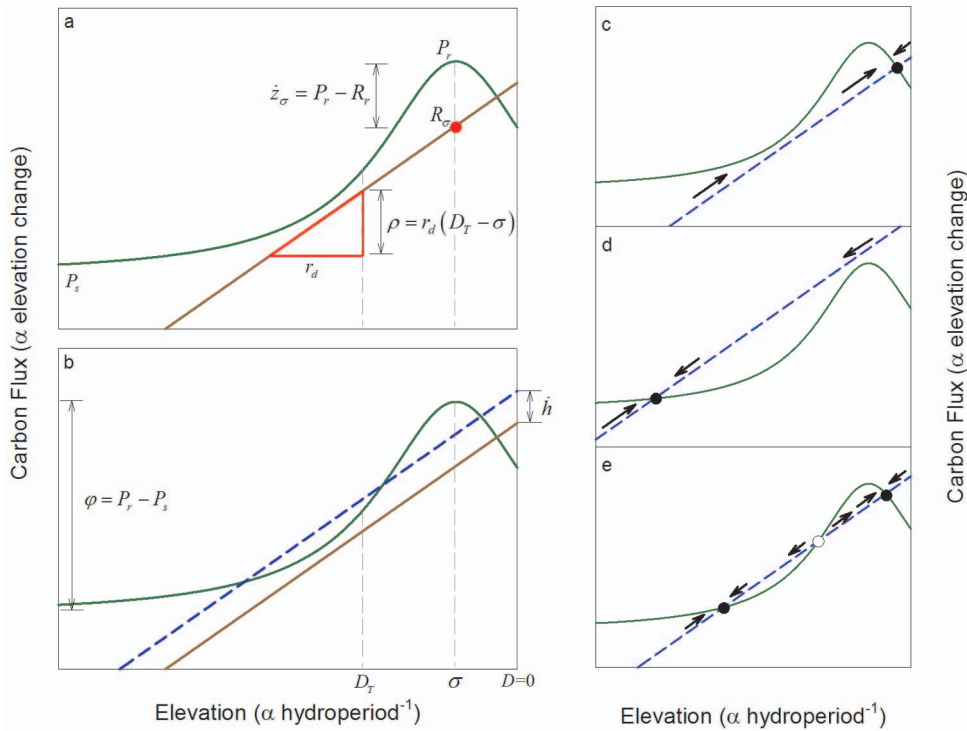 a
P_r
ż_σ = P_r − R_r
R_σ
ρ = r_d (D_T − σ)
r_d
P_s
b
ḣ
φ = P_r − P_s
D_T
σ
D=0
Elevation (α hydroperiod⁻¹)
Carbon Flux (α elevation change)
c
d
e
Elevation (α hydroperiod⁻¹)
Carbon Flux (α elevation change)